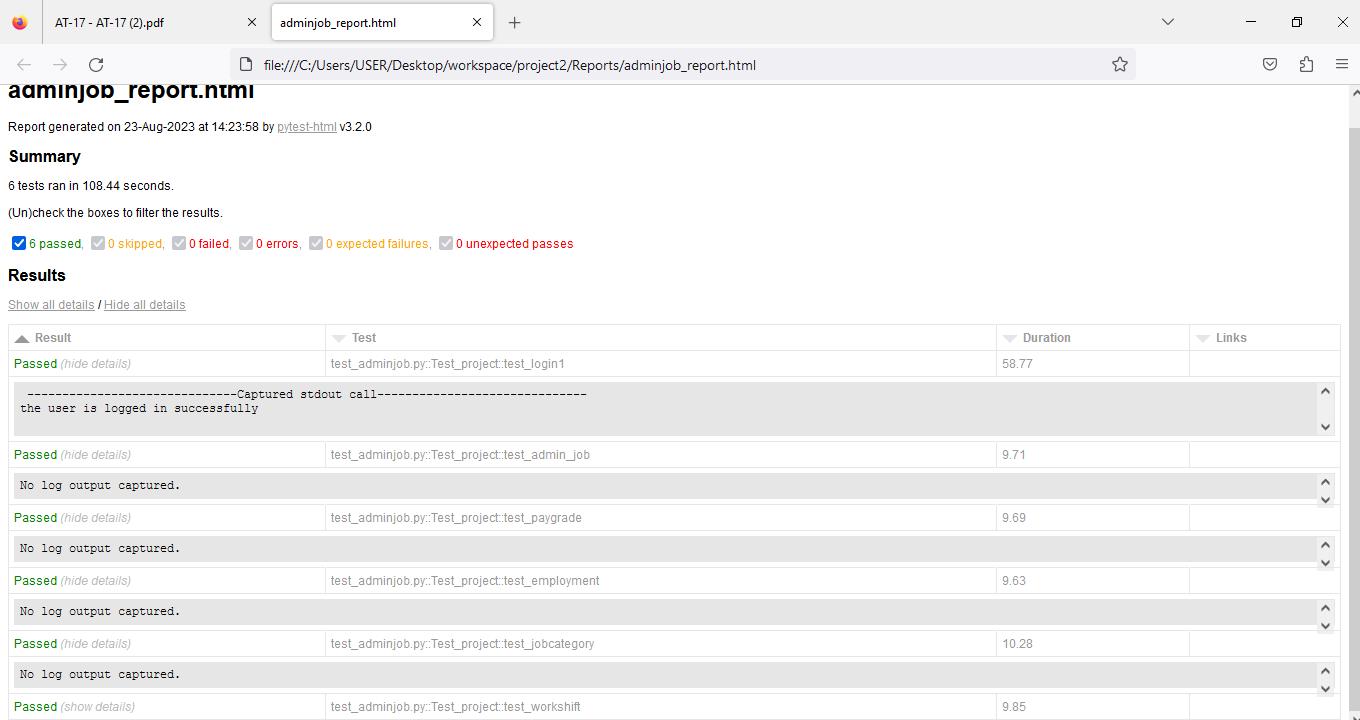 AT-17 - AT-17 (2).pdf
adminjob_report.html
file:///C:/Users/USER/Desktop/workspace/project2/Reports/adminjob_report.html
adminjob_report.html
Report generated on 23-Aug-2023 at 14:23:58 by pytest-html v3.2.0
Summary
6 tests ran in 108.44 seconds.
(Un)check the boxes to filter the results.
6 passed, 0 skipped, 0 failed, 0 errors, 0 expected failures, 0 unexpected passes
Results
Show all details / Hide all details
Result Test Duration Links
Passed (hide details) test_adminjob.py::Test_project::test_login1 58.77
------------------------------Captured stdout call------------------------------
the user is logged in successfully
Passed (hide details) test_adminjob.py::Test_project::test_admin_job 9.71
No log output captured.
Passed (hide details) test_adminjob.py::Test_project::test_paygrade 9.69
No log output captured.
Passed (hide details) test_adminjob.py::Test_project::test_employment 9.63
No log output captured.
Passed (hide details) test_adminjob.py::Test_project::test_jobcategory 10.28
No log output captured.
Passed (show details) test_adminjob.py::Test_project::test_workshift 9.85